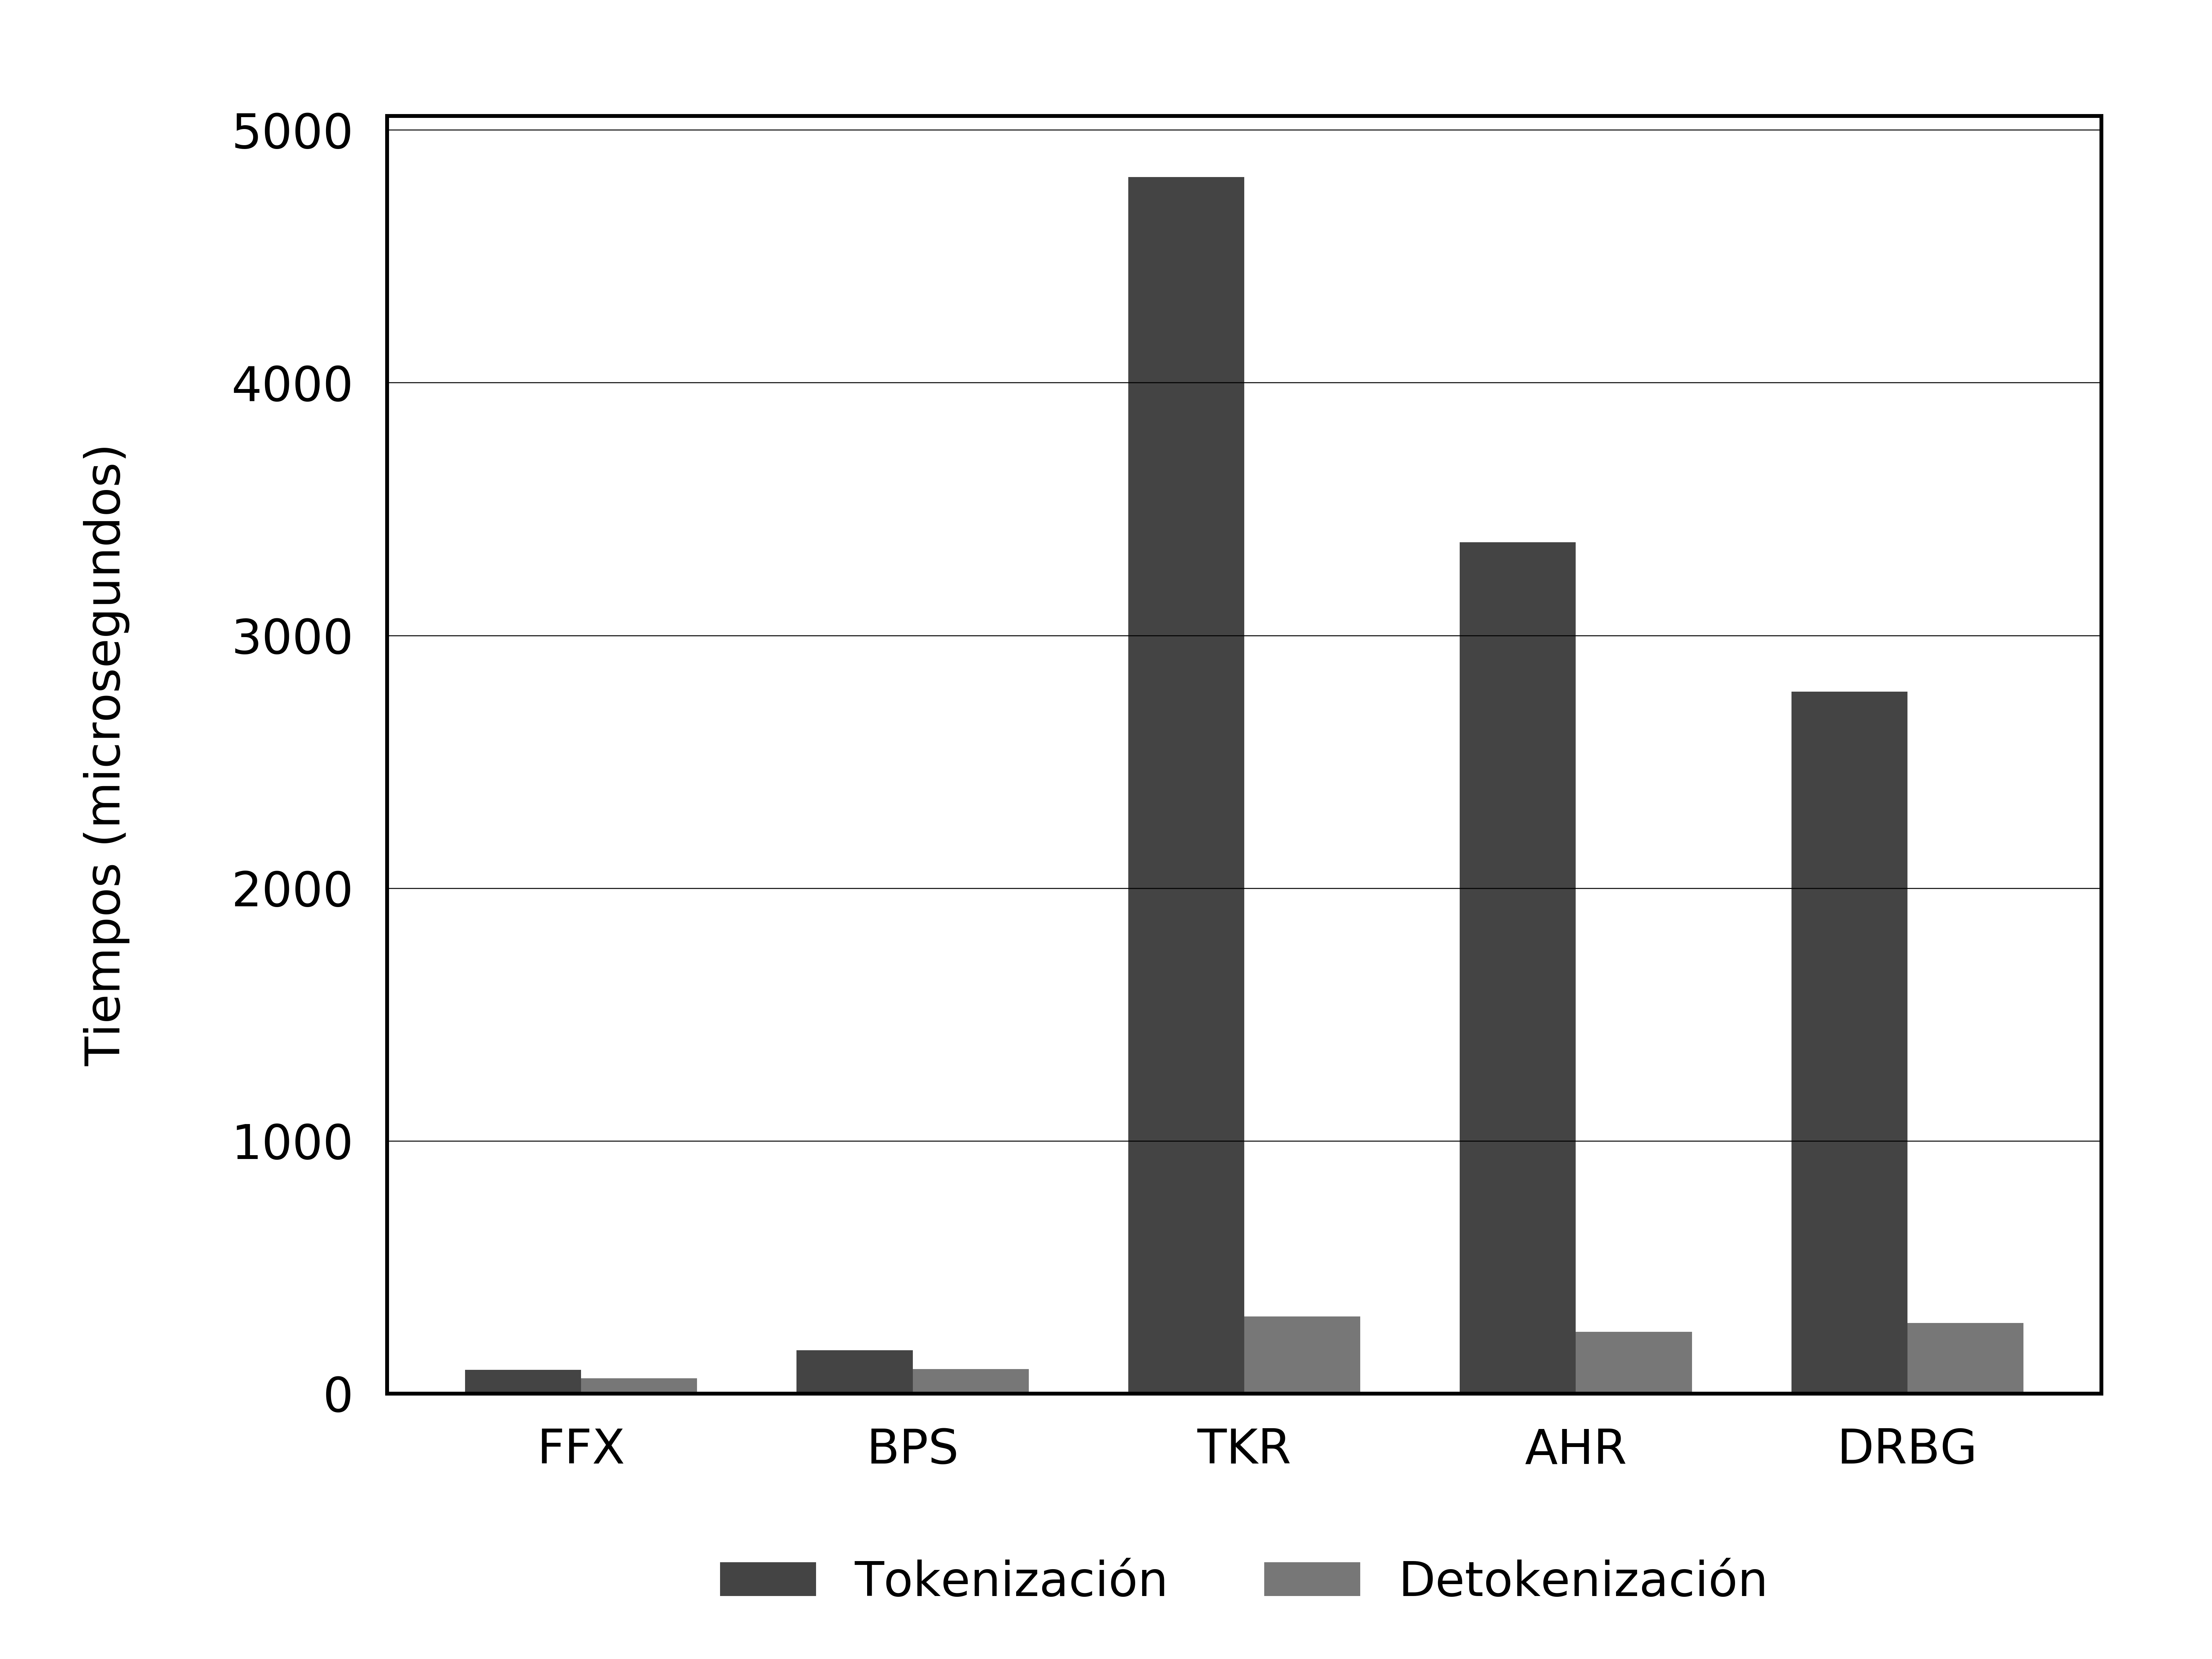 5000
4000
3000
2000
1000
0
Tiempos (microsegundos)
FFX BPS TKR AHR DRBG
Tokenización Detokenización